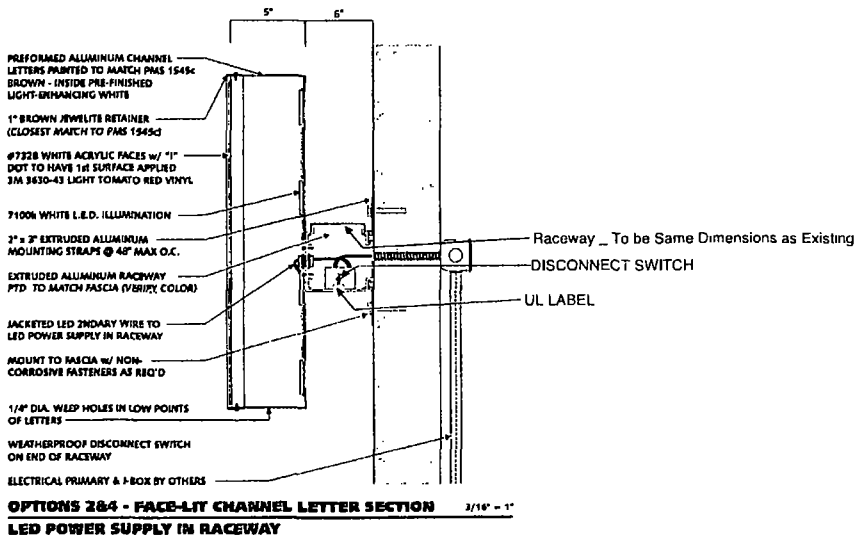 5" 6"
PREFORMED ALUMINUM CHANNEL
LETTERS PAINTED TO MATCH PMS 1545c
BROWN - INSIDE PRE-FINISHED
LIGHT-ENHANCING WHITE
1" BROWN JEWELITE RETAINER
(CLOSEST MATCH TO PMS 1545c)
#7328 WHITE ACRYLIC FACES w/ "I"
DOT TO HAVE 1st SURFACE APPLIED
3M 3630-43 LIGHT TOMATO RED VINYL
7100k WHITE L.E.D. ILLUMINATION
2" x 3" EXTRUDED ALUMINUM
MOUNTING STRAPS @ 48" MAX O.C.
EXTRUDED ALUMINUM RACEWAY
PTD TO MATCH FASCIA (VERIFY COLOR)
JACKETED LED 2NDARY WIRE TO
LED POWER SUPPLY IN RACEWAY
MOUNT TO FASCIA w/ NON-
CORROSIVE FASTENERS AS REQ'D
1/4" DIA. WEEP HOLES IN LOW POINTS
OF LETTERS
WEATHERPROOF DISCONNECT SWITCH
ON END OF RACEWAY
ELECTRICAL PRIMARY & J-BOX BY OTHERS
Raceway _ To be Same Dimensions as Existing
DISCONNECT SWITCH
UL LABEL
OPTIONS 2&4 - FACE-LIT CHANNEL LETTER SECTION 3/16" = 1"
LED POWER SUPPLY IN RACEWAY